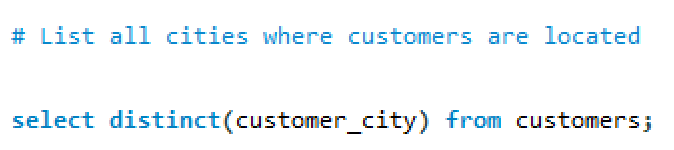 # List all cities where customers are located
select distinct(customer_city) from customers;